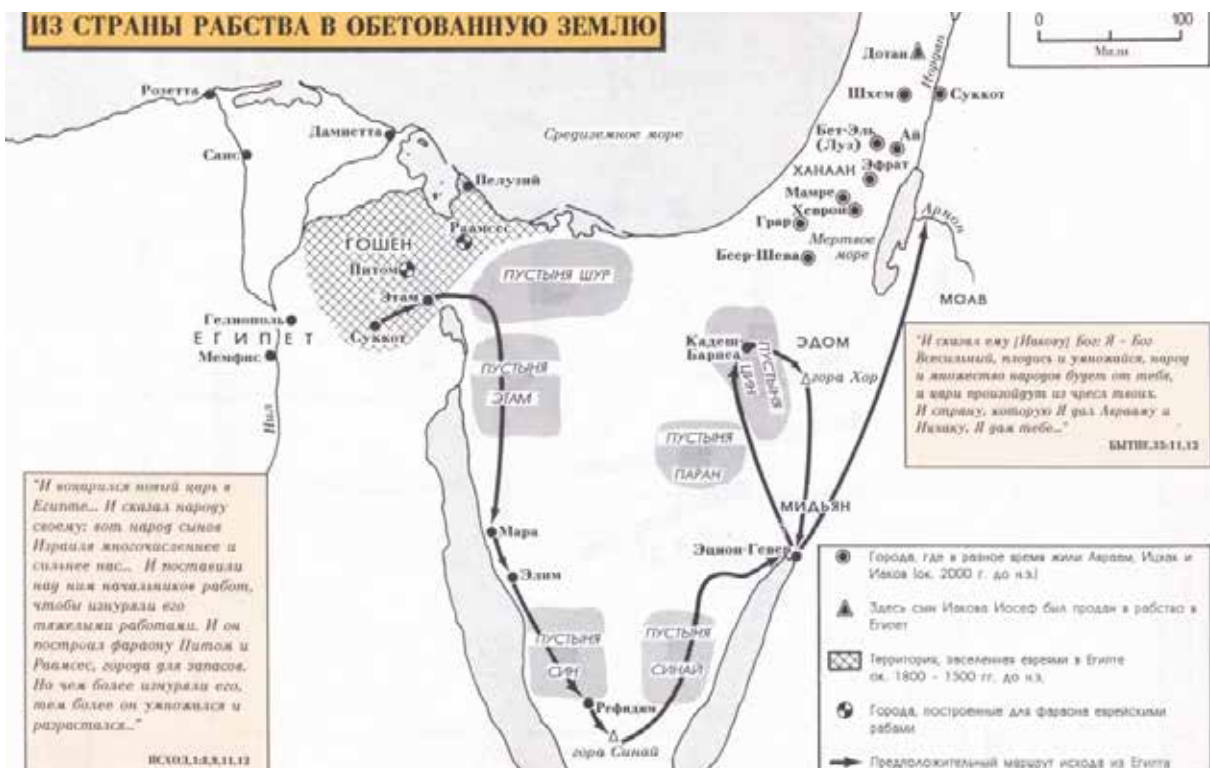 ИЗ СТРАНЫ РАБСТВА В ОБЕТОВАННУЮ ЗЕМЛЮ
0 100
Мили
Розетта
Саис
Дамиетта
Средиземное море
Пелузий
Раамсес
ГОШЕН
Питом
Этам
Суккот
Гелиополь
ЕГИПЕТ
Мемфис
Нил
ПУСТЫНЯ ШУР
ПУСТЫНЯ
ЭТАМ
Дотан
Иордан
Шхем
Суккот
Бет-Эль
(Луз)
Ай
ХАНААН
Эфрат
Мамре
Хеврон
Грар
Мертвое
море
Арнон
Беер-Шева
МОАВ
Кадеш-
Барнеа
ПУСТЫНЯ
ЦИН
ЭДОМ
гора Хор
ПУСТЫНЯ
ПАРАН
МИДЬЯН
Эцион-Гевер
Мара
Элим
ПУСТЫНЯ
СИН
ПУСТЫНЯ
СИНАЙ
Рефидим
гора Синай
"И сказал ему [Иакову] Бог: Я - Бог
Всесильный, плодись и умножайся, народ
и множество народов будет от тебя,
и цари произойдут из чресл твоих.
И страну, которую Я дал Аврааму и
Ицхаку, Я дам тебе..."
БЫТИЕ,35:11,12
"И воцарился новый царь в
Египте... И сказал народу
своему: вот народ сынов
Израиля многочисленнее и
сильнее нас... И поставили
над ним начальников работ,
чтобы изнуряли его
тяжелыми работами. И он
построил фараону Питом и
Раамсес, города для запасов.
Но чем более изнуряли его,
тем более он умножался и
разрастался..."
ИСХОД,1:8,9,11,12
Города, где в разное время жили Авраам, Ицхак и
Иаков (ок. 2000 г. до н.э.)
Здесь сын Иакова Иосеф был продан в рабство в
Египет
Территория, заселенная евреями в Египте
ок. 1800 - 1500 гг. до н.э.
Города, построенные для фараона еврейскими
рабами
Предположительный маршрут исхода из Египта